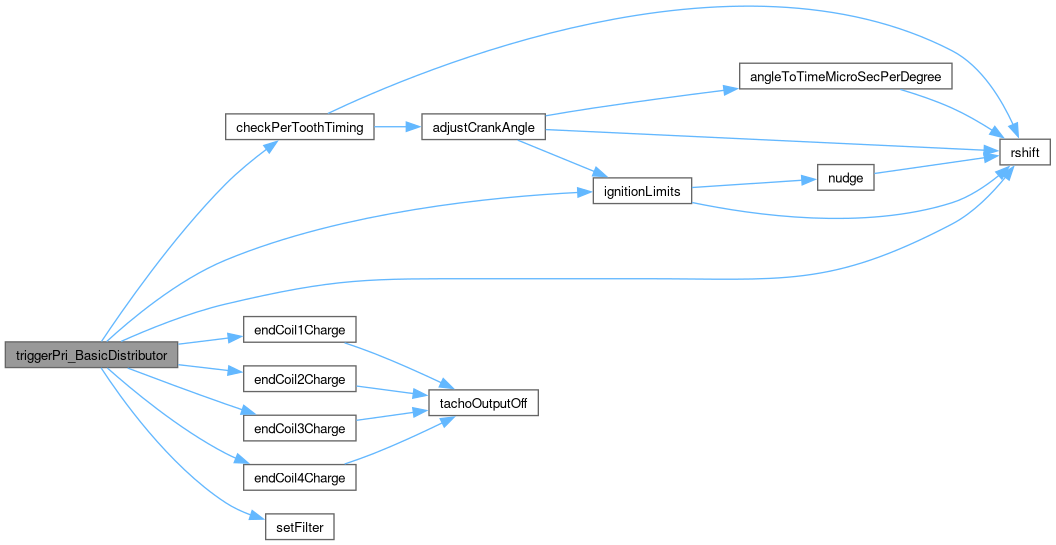 angleToTimeMicroSecPerDegree
checkPerToothTiming
adjustCrankAngle
rshift
nudge
ignitionLimits
endCoil1Charge
triggerPri_BasicDistributor
endCoil2Charge
tachoOutputOff
endCoil3Charge
endCoil4Charge
setFilter